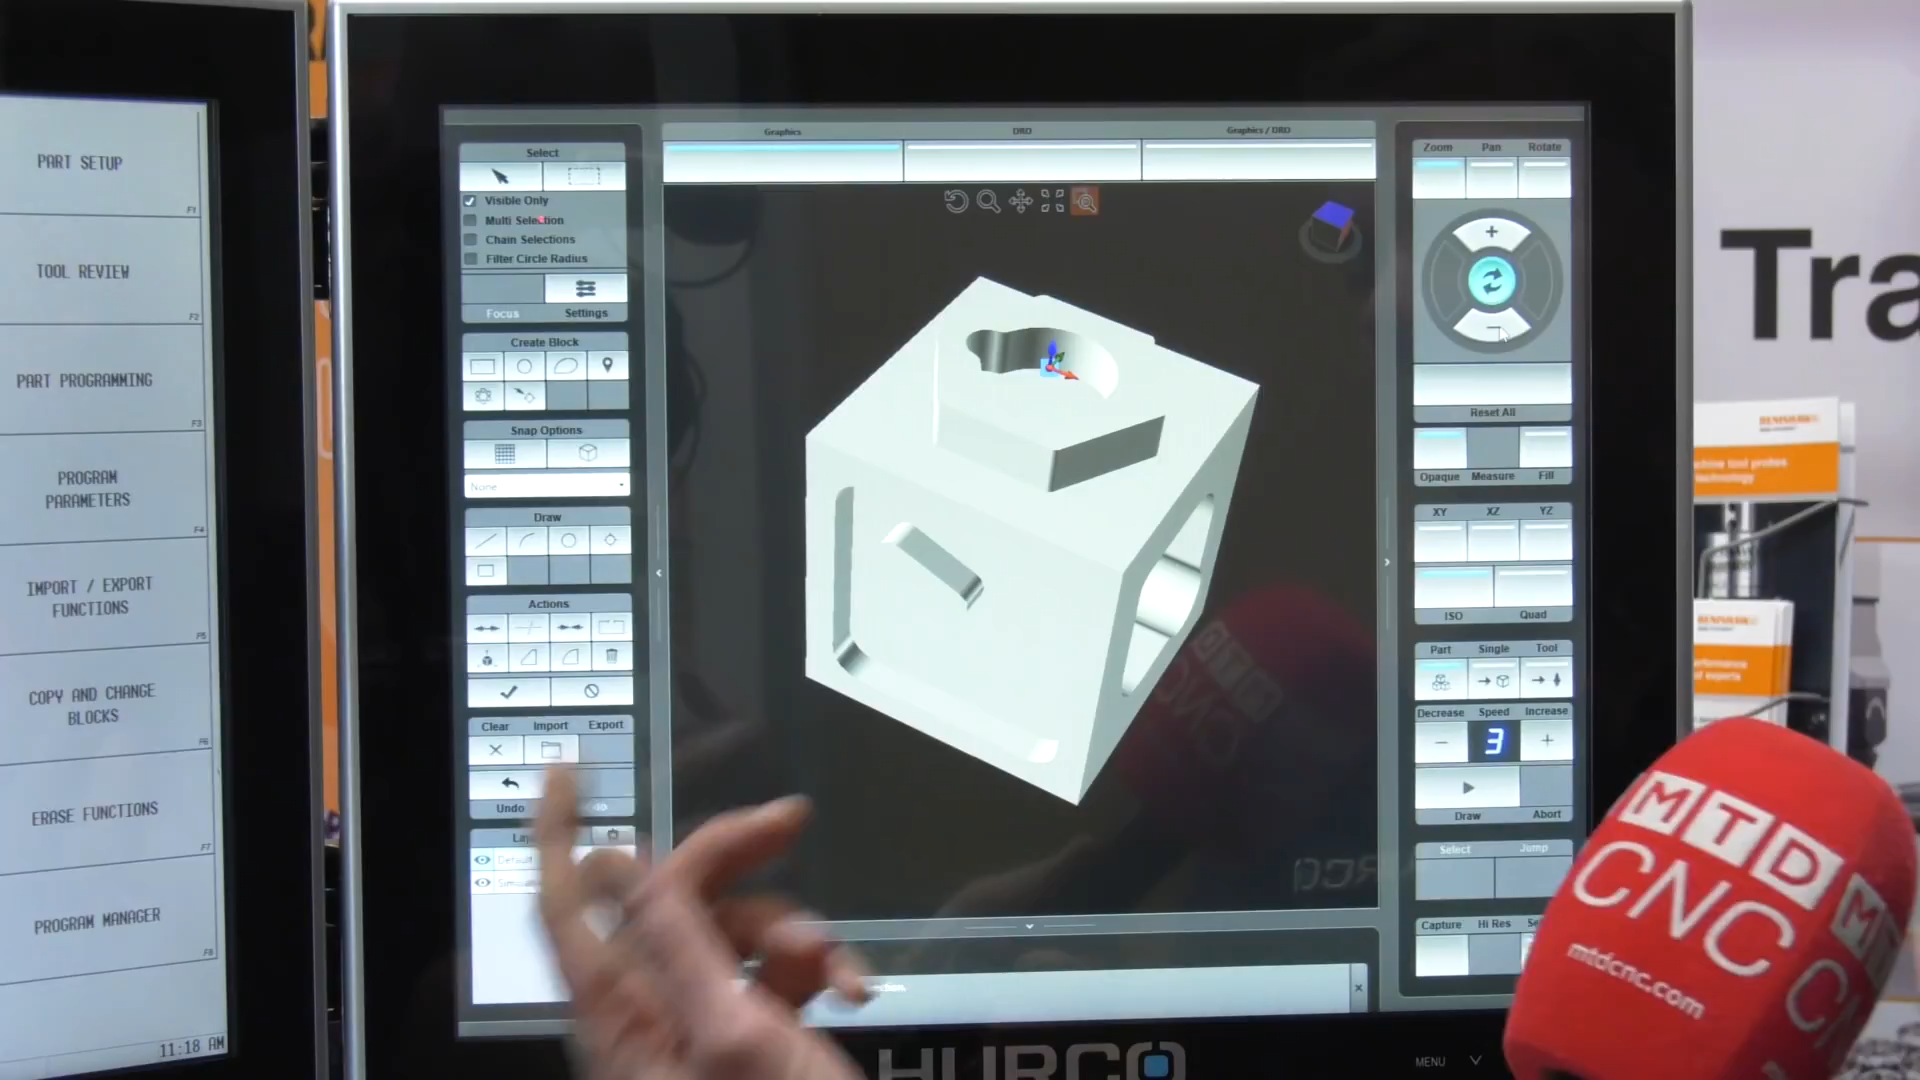 PART SETUP
F1
TOOL REVIEW
F2
PART PROGRAMMING
F3
PROGRAM
PARAMETERS
F4
IMPORT / EXPORT
FUNCTIONS
F5
COPY AND CHANGE
BLOCKS
F6
ERASE FUNCTIONS
F7
PROGRAM MANAGER
F8
11:18 AM
Select
Visible Only
Multi Selection
Chain Selections
Filter Circle Radius
Focus
Settings
Create Block
Snap Options
None
Draw
Actions
Clear
Import
Export
Undo
Default
Graphics
DRD
Graphics / DRD
Zoom
Pan
Rotate
Reset All
Opaque
Measure
Fill
XY
XZ
YZ
ISO
Quad
Part
Single
Tool
Decrease
Speed
Increase
3
Draw
Abort
Select
Jump
Capture
Hi Res
HURCO
MENU
Tra
MTD
CNC
mtdcnc.com